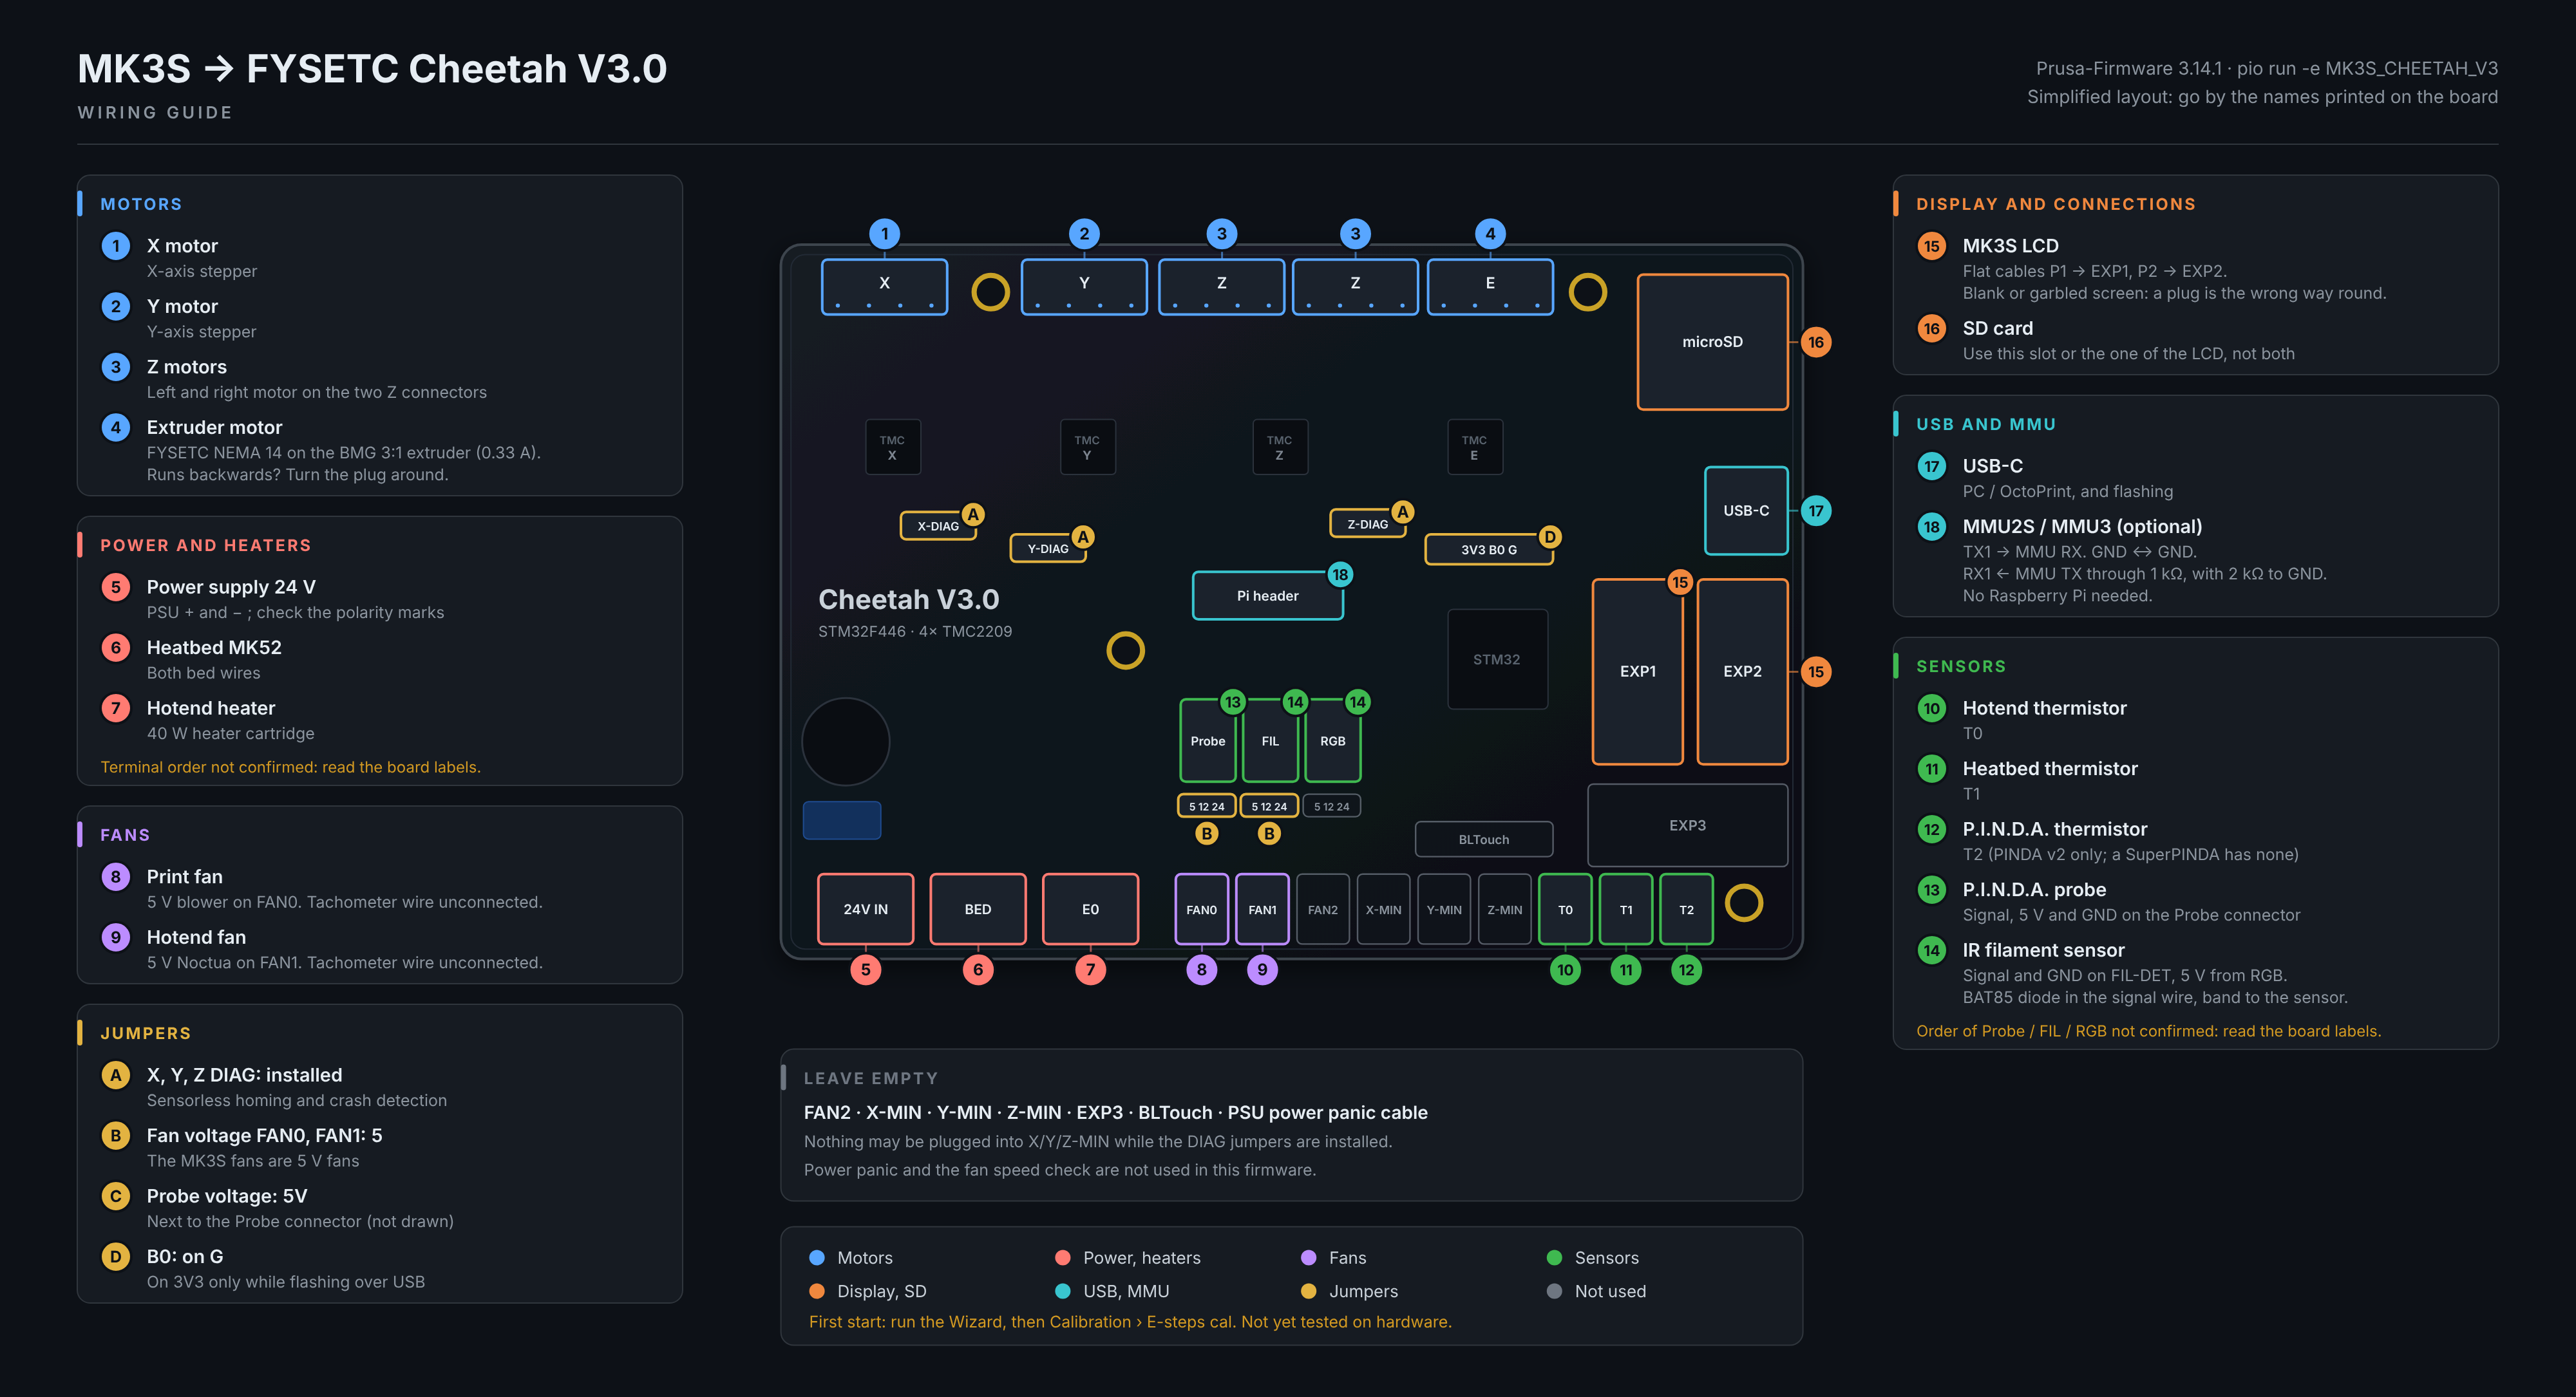 MK3S → FYSETC Cheetah V3.0
WIRING GUIDE
Prusa-Firmware 3.14.1 · pio run -e MK3S_CHEETAH_V3
Simplified layout: go by the names printed on the board
MOTORS
1 X motor
X-axis stepper
2 Y motor
Y-axis stepper
3 Z motors
Left and right motor on the two Z connectors
4 Extruder motor
FYSETC NEMA 14 on the BMG 3:1 extruder (0.33 A).
Runs backwards? Turn the plug around.
POWER AND HEATERS
5 Power supply 24 V
PSU + and − ; check the polarity marks
6 Heatbed MK52
Both bed wires
7 Hotend heater
40 W heater cartridge
Terminal order not confirmed: read the board labels.
FANS
8 Print fan
5 V blower on FAN0. Tachometer wire unconnected.
9 Hotend fan
5 V Noctua on FAN1. Tachometer wire unconnected.
JUMPERS
A X, Y, Z DIAG: installed
Sensorless homing and crash detection
B Fan voltage FAN0, FAN1: 5
The MK3S fans are 5 V fans
C Probe voltage: 5V
Next to the Probe connector (not drawn)
D B0: on G
On 3V3 only while flashing over USB
1 2 3 3 4
X Y Z Z E
microSD 16
TMC X
TMC Y
TMC Z
TMC E
X-DIAG A
Y-DIAG A
Z-DIAG A
3V3 B0 G D
USB-C 17
Pi header 18
Cheetah V3.0
STM32F446 · 4× TMC2209
STM32
15
EXP1 EXP2 15
13 14 14
Probe FIL RGB
5 12 24 5 12 24 5 12 24
B B
BLTouch
EXP3
24V IN BED E0 FAN0 FAN1 FAN2 X-MIN Y-MIN Z-MIN T0 T1 T2
5 6 7 8 9 10 11 12
LEAVE EMPTY
FAN2 · X-MIN · Y-MIN · Z-MIN · EXP3 · BLTouch · PSU power panic cable
Nothing may be plugged into X/Y/Z-MIN while the DIAG jumpers are installed.
Power panic and the fan speed check are not used in this firmware.
Motors Power, heaters Fans Sensors
Display, SD USB, MMU Jumpers Not used
First start: run the Wizard, then Calibration › E-steps cal. Not yet tested on hardware.
DISPLAY AND CONNECTIONS
15 MK3S LCD
Flat cables P1 → EXP1, P2 → EXP2.
Blank or garbled screen: a plug is the wrong way round.
16 SD card
Use this slot or the one of the LCD, not both
USB AND MMU
17 USB-C
PC / OctoPrint, and flashing
18 MMU2S / MMU3 (optional)
TX1 → MMU RX. GND ↔ GND.
RX1 ← MMU TX through 1 kΩ, with 2 kΩ to GND.
No Raspberry Pi needed.
SENSORS
10 Hotend thermistor
T0
11 Heatbed thermistor
T1
12 P.I.N.D.A. thermistor
T2 (PINDA v2 only; a SuperPINDA has none)
13 P.I.N.D.A. probe
Signal, 5 V and GND on the Probe connector
14 IR filament sensor
Signal and GND on FIL-DET, 5 V from RGB.
BAT85 diode in the signal wire, band to the sensor.
Order of Probe / FIL / RGB not confirmed: read the board labels.